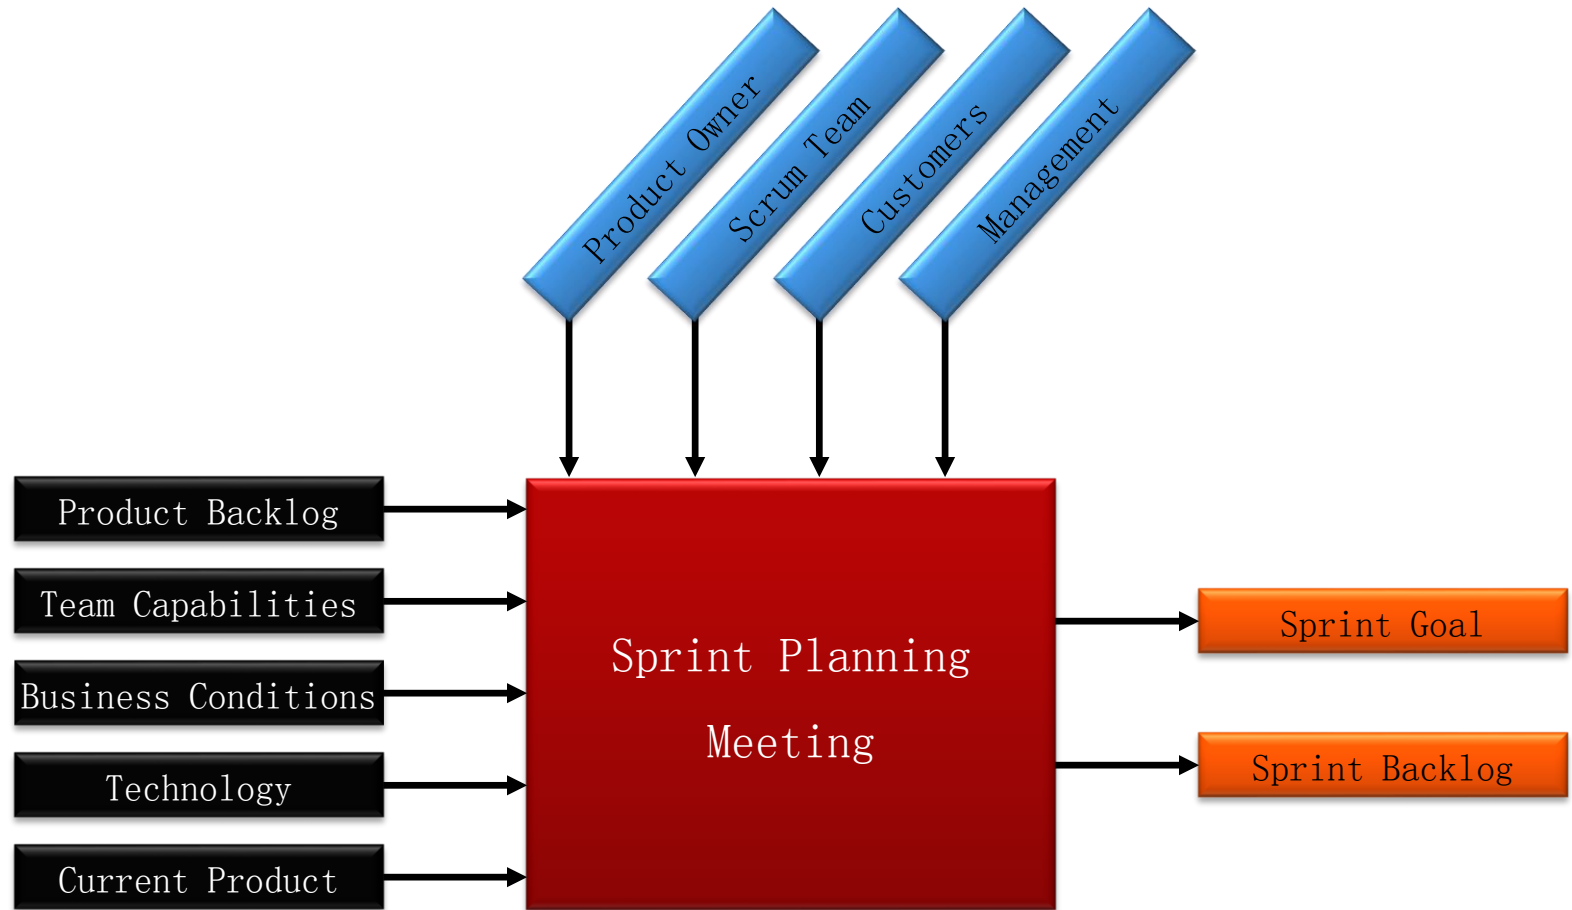 Product Owner
Scrum Team
Customers
Management
Product Backlog
Team Capabilities
Business Conditions
Technology
Current Product
Sprint Planning
Meeting
Sprint Goal
Sprint Backlog